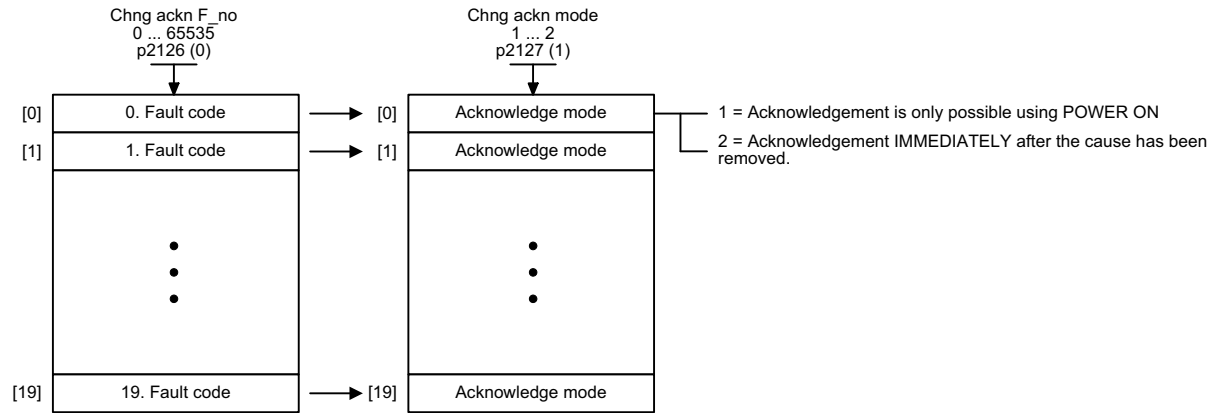 Chng ackn F_no
0 ... 65535
p2126 (0)
Chng ackn mode
1 ... 2
p2127 (1)
[0] 0. Fault code [0] Acknowledge mode 1 = Acknowledgement is only possible using POWER ON
[1] 1. Fault code [1] Acknowledge mode 2 = Acknowledgement IMMEDIATELY after the cause has been
removed.
[19] 19. Fault code [19] Acknowledge mode